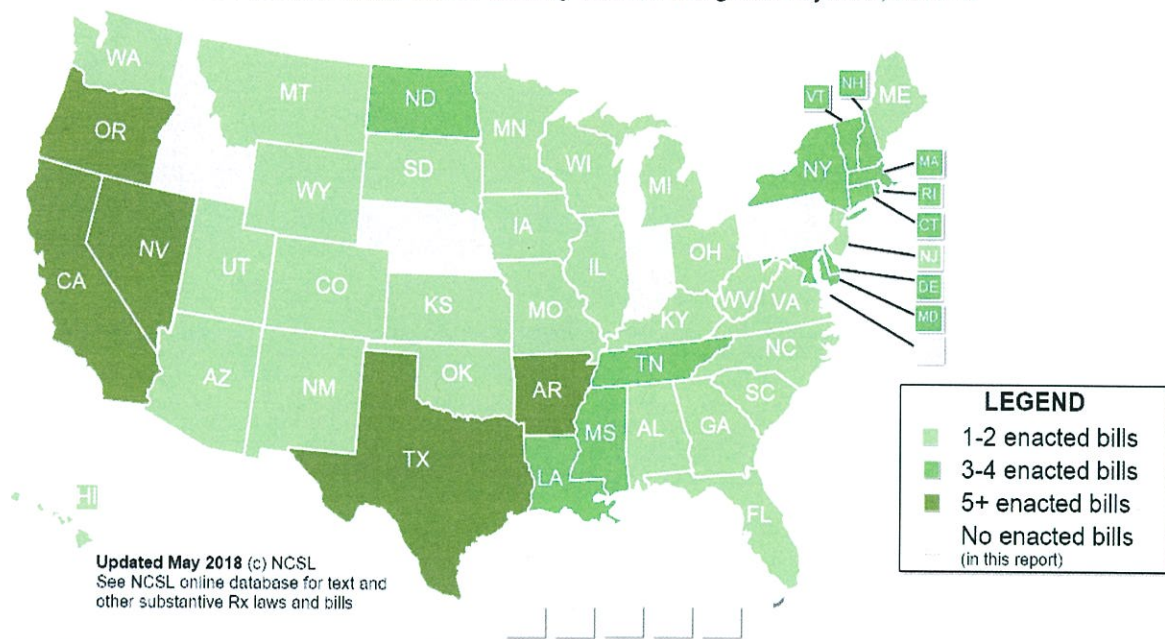 WA
MT
ND
MN
VT
NH
ME
OR
SD
WI
MI
NY
MA
WY
RI
CT
IA
NV
UT
CO
IL
OH
NJ
CA
KS
MO
WV
VA
DE
KY
MD
AZ
NM
OK
AR
TN
NC
SC
MS
AL
GA
TX
LA
FL
HI
LEGEND
1-2 enacted bills
3-4 enacted bills
5+ enacted bills
No enacted bills
(in this report)
Updated May 2018 (c) NCSL
See NCSL online database for text and
other substantive Rx laws and bills